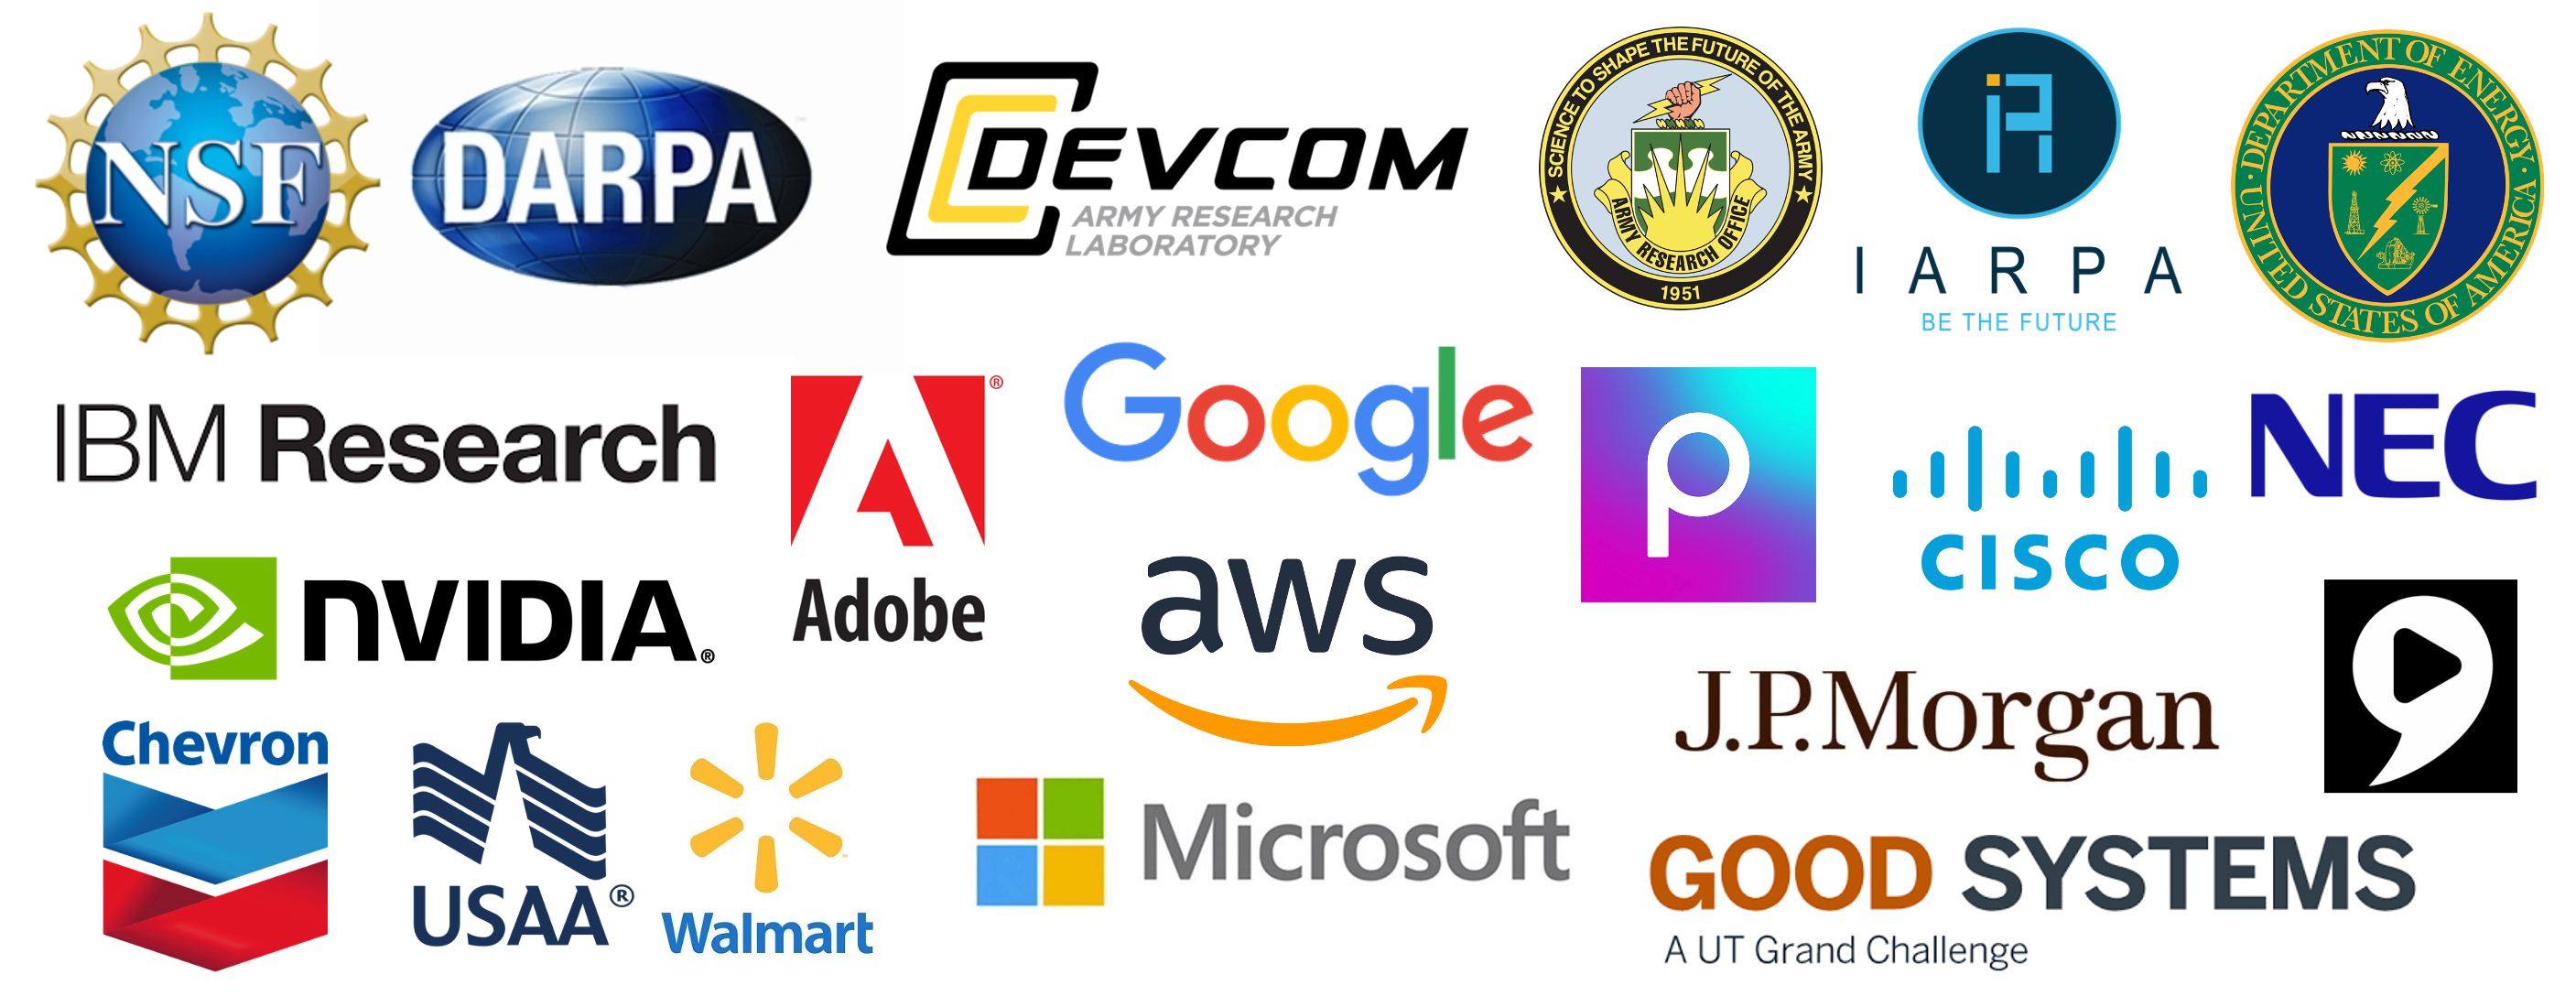 NSF
DARPA
DEVCOM
ARMY RESEARCH
LABORATORY
SCIENCE TO SHAPE THE FUTURE OF THE ARMY
ARMY RESEARCH OFFICE
1951
IARPA
BE THE FUTURE
DEPARTMENT OF ENERGY
UNITED STATES OF AMERICA
IBM Research
Adobe
Google
P
CISCO
NEC
NVIDIA
aws
J.P.Morgan
Chevron
USAA
Walmart
Microsoft
GOOD SYSTEMS
A UT Grand Challenge